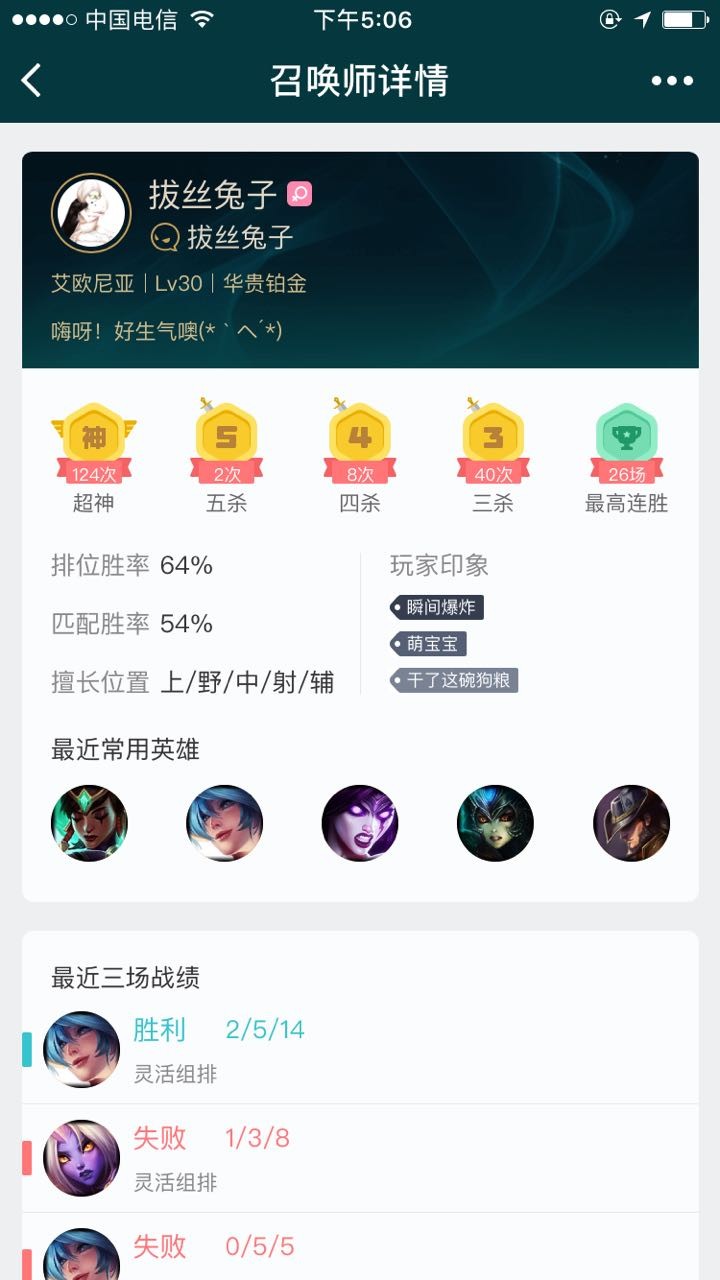 中国电信 下午5:06
召唤师详情
拔丝兔子
拔丝兔子
艾欧尼亚｜Lv30｜华贵铂金
嗨呀！好生气噢(*｀へ´*)
神 5 4 3
124次 2次 8次 40次 26场
超神 五杀 四杀 三杀 最高连胜
排位胜率 64%
匹配胜率 54%
擅长位置 上/野/中/射/辅
玩家印象
瞬间爆炸
萌宝宝
干了这碗狗粮
最近常用英雄
最近三场战绩
胜利 2/5/14
灵活组排
失败 1/3/8
灵活组排
失败 0/5/5